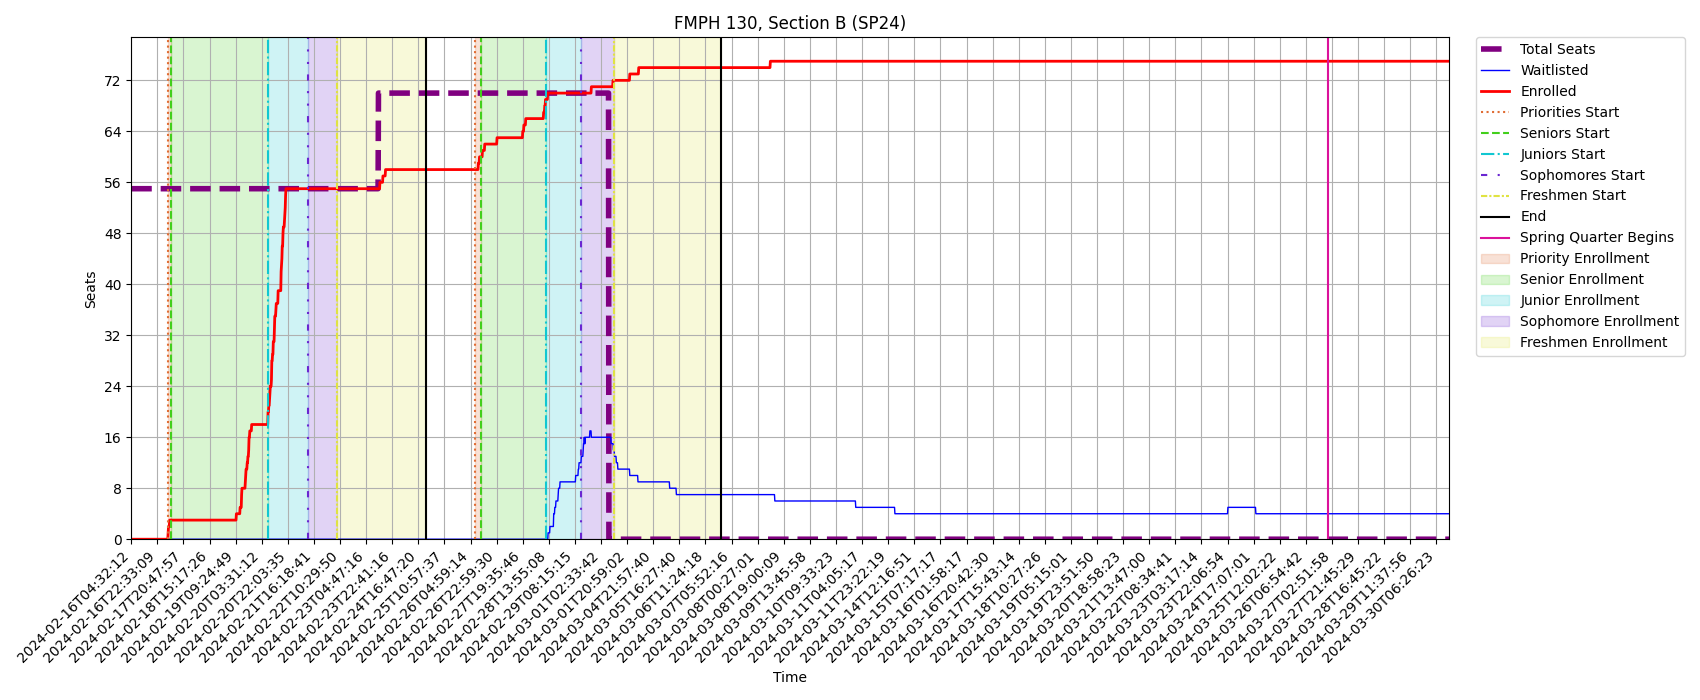 FMPH 130, Section B (SP24)
Seats
72
64
56
48
40
32
24
16
8
0
2024-02-16T04:32:12
2024-02-16T22:33:09
2024-02-17T20:47:57
2024-02-18T15:17:26
2024-02-19T09:24:49
2024-02-20T03:31:12
2024-02-20T22:03:35
2024-02-21T16:18:41
2024-02-22T10:29:50
2024-02-23T04:47:16
2024-02-23T22:41:16
2024-02-24T16:47:20
2024-02-25T10:57:37
2024-02-26T04:59:14
2024-02-26T22:59:30
2024-02-27T19:35:46
2024-02-28T13:55:08
2024-02-29T08:15:15
2024-03-01T02:33:42
2024-03-01T20:59:02
2024-03-04T21:57:40
2024-03-05T16:27:40
2024-03-06T11:24:18
2024-03-07T05:52:16
2024-03-08T00:27:01
2024-03-08T19:00:09
2024-03-09T13:45:58
2024-03-10T09:33:23
2024-03-11T04:05:17
2024-03-11T23:22:19
2024-03-14T12:16:51
2024-03-15T07:17:17
2024-03-16T01:58:17
2024-03-16T20:42:30
2024-03-17T15:43:14
2024-03-18T10:27:26
2024-03-19T05:15:01
2024-03-19T23:51:50
2024-03-20T18:58:23
2024-03-21T13:47:00
2024-03-22T08:34:41
2024-03-23T03:17:14
2024-03-23T22:06:54
2024-03-24T17:07:01
2024-03-25T12:02:22
2024-03-26T06:54:42
2024-03-27T02:51:58
2024-03-27T21:45:29
2024-03-28T16:45:22
2024-03-29T11:37:56
2024-03-30T06:26:23
Time
Total Seats
Waitlisted
Enrolled
Priorities Start
Seniors Start
Juniors Start
Sophomores Start
Freshmen Start
End
Spring Quarter Begins
Priority Enrollment
Senior Enrollment
Junior Enrollment
Sophomore Enrollment
Freshmen Enrollment